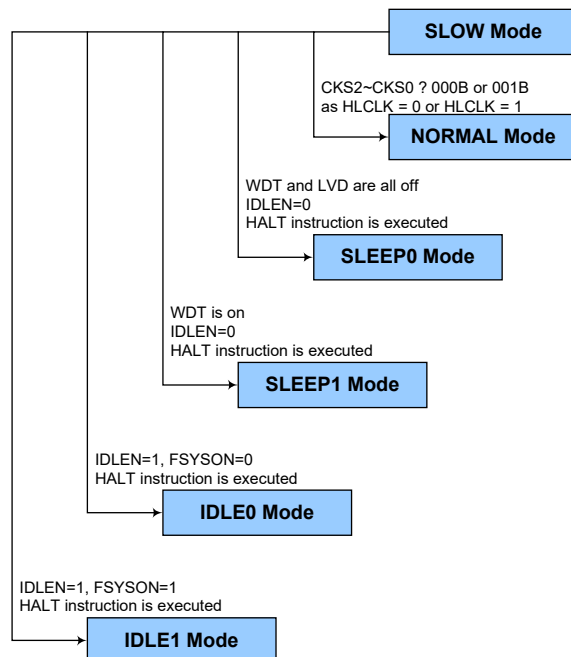 SLOW Mode
CKS2~CKS0 ? 000B or 001B
as HLCLK = 0 or HLCLK = 1
NORMAL Mode
WDT and LVD are all off
IDLEN=0
HALT instruction is executed
SLEEP0 Mode
WDT is on
IDLEN=0
HALT instruction is executed
SLEEP1 Mode
IDLEN=1, FSYSON=0
HALT instruction is executed
IDLE0 Mode
IDLEN=1, FSYSON=1
HALT instruction is executed
IDLE1 Mode